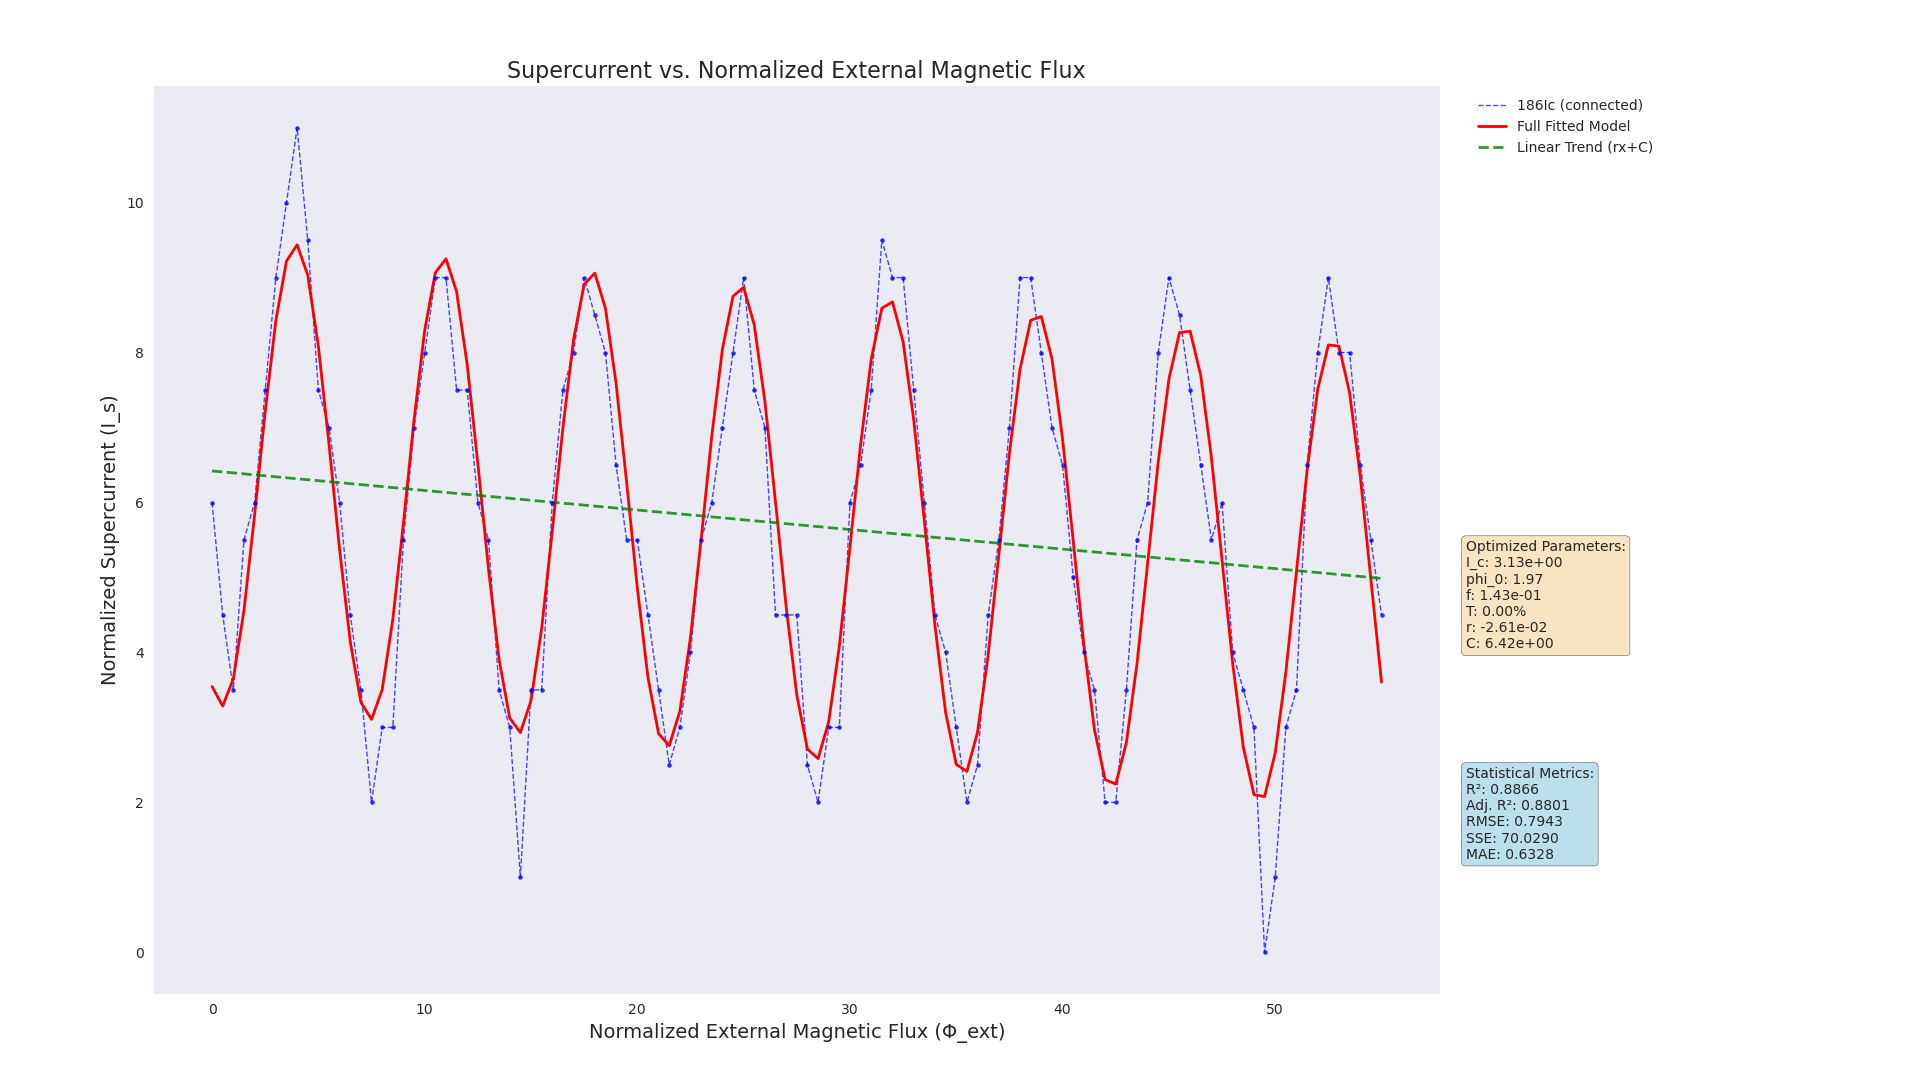 Supercurrent vs. Normalized External Magnetic Flux
186Ic (connected)
Full Fitted Model
Linear Trend (rx+C)
Normalized Supercurrent (I_s)
10
8
6
4
2
0
0 10 20 30 40 50
Normalized External Magnetic Flux (Φ_ext)
Optimized Parameters:
I_c: 3.13e+00
phi_0: 1.97
f: 1.43e-01
T: 0.00%
r: -2.61e-02
C: 6.42e+00
Statistical Metrics:
R²: 0.8866
Adj. R²: 0.8801
RMSE: 0.7943
SSE: 70.0290
MAE: 0.6328